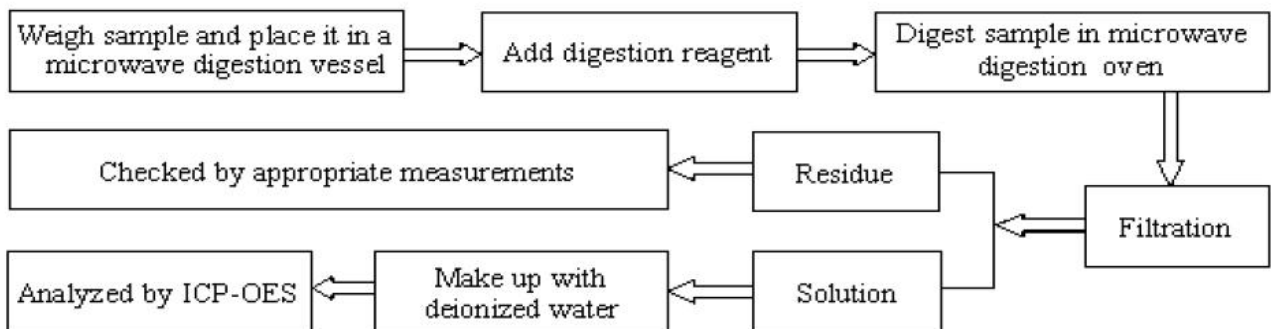 Weigh sample and place it in a
microwave digestion vessel
Add digestion reagent
Digest sample in microwave
digestion oven
Filtration
Residue
Checked by appropriate measurements
Solution
Make up with
deionized water
Analyzed by ICP-OES